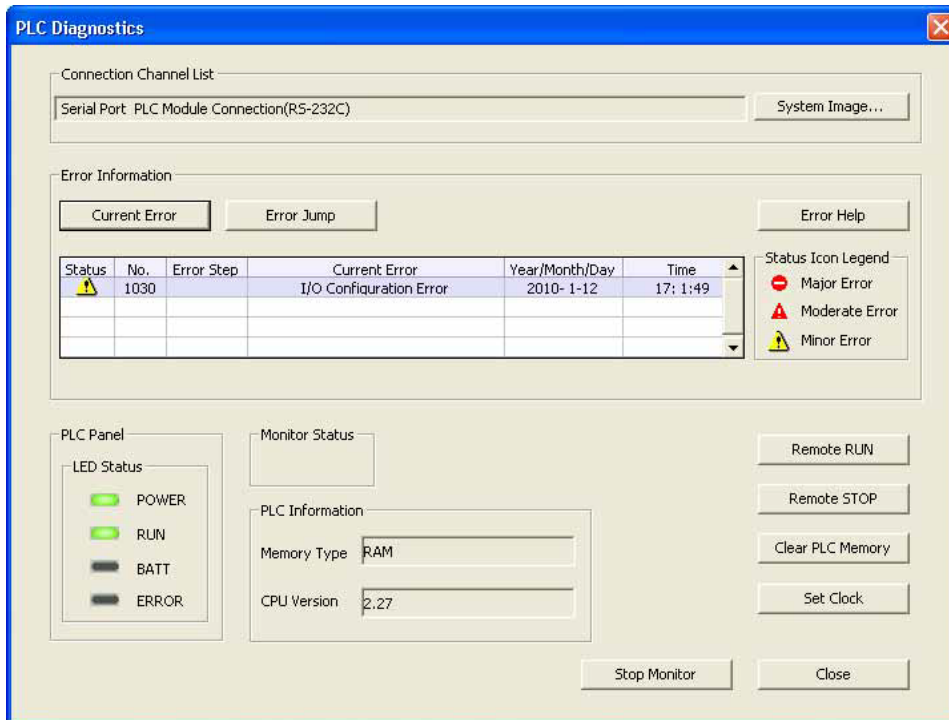 PLC Diagnostics
Connection Channel List
Serial Port PLC Module Connection(RS-232C)
System Image...
Error Information
Current Error
Error Jump
Error Help
Status No. Error Step Current Error Year/Month/Day Time
1030 I/O Configuration Error 2010- 1-12 17: 1:49
Status Icon Legend
Major Error
Moderate Error
Minor Error
PLC Panel
LED Status
POWER
RUN
BATT
ERROR
Monitor Status
PLC Information
Memory Type RAM
CPU Version 2.27
Remote RUN
Remote STOP
Clear PLC Memory
Set Clock
Stop Monitor
Close